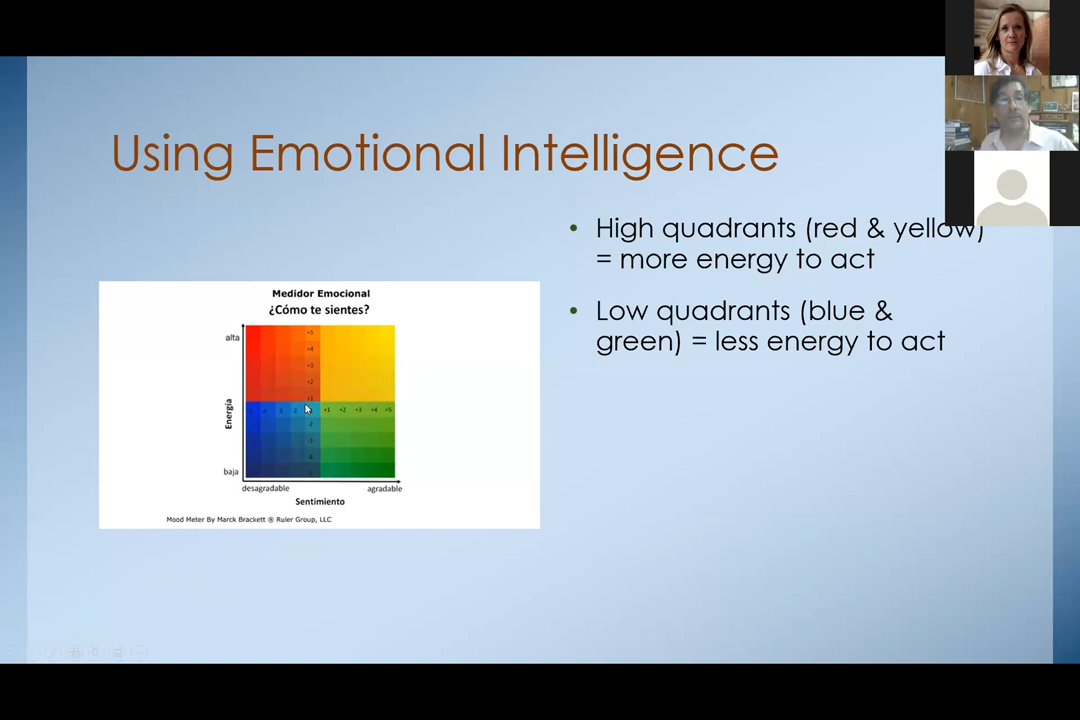 Using Emotional Intelligence
• High quadrants (red & yellow)
= more energy to act
• Low quadrants (blue &
green) = less energy to act
Medidor Emocional
¿Cómo te sientes?
alta
+5
+4
+3
+2
+1
Energía
+1 +2 +3 +4 +5
-2
baja
desagradable agradable
Sentimiento
Mood Meter By Marck Brackett ® Ruler Group, LLC